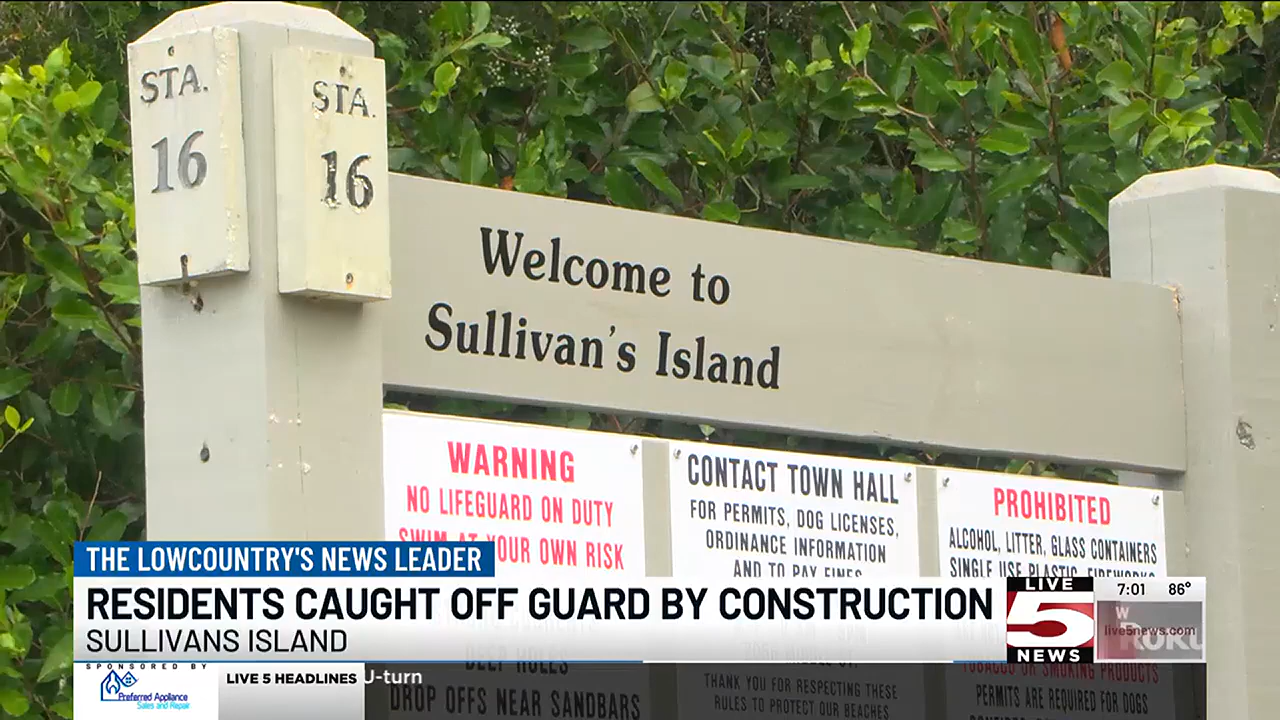 STA.
16
STA.
16
Welcome to
Sullivan's Island
WARNING
NO LIFEGUARD ON DUTY
SWIM AT YOUR OWN RISK
CONTACT TOWN HALL
FOR PERMITS, DOG LICENSES,
ORDINANCE INFORMATION
AND TO PAY FINES
PROHIBITED
ALCOHOL, LITTER, GLASS CONTAINERS
SINGLE USE PLASTIC, FIREWORKS
THE LOWCOUNTRY'S NEWS LEADER
RESIDENTS CAUGHT OFF GUARD BY CONSTRUCTION
SULLIVANS ISLAND
LIVE
5
NEWS
7:01 86°
live5news.com
DEEP HOLES
DROP OFFS NEAR SANDBARS
THANK YOU FOR RESPECTING THESE
RULES TO PROTECT OUR BEACHES
TOBACCO OR SMOKING PRODUCTS
PERMITS ARE REQUIRED FOR DOGS
SPONSORED BY
Preferred Appliance
Sales and Repair
LIVE 5 HEADLINES
U-turn